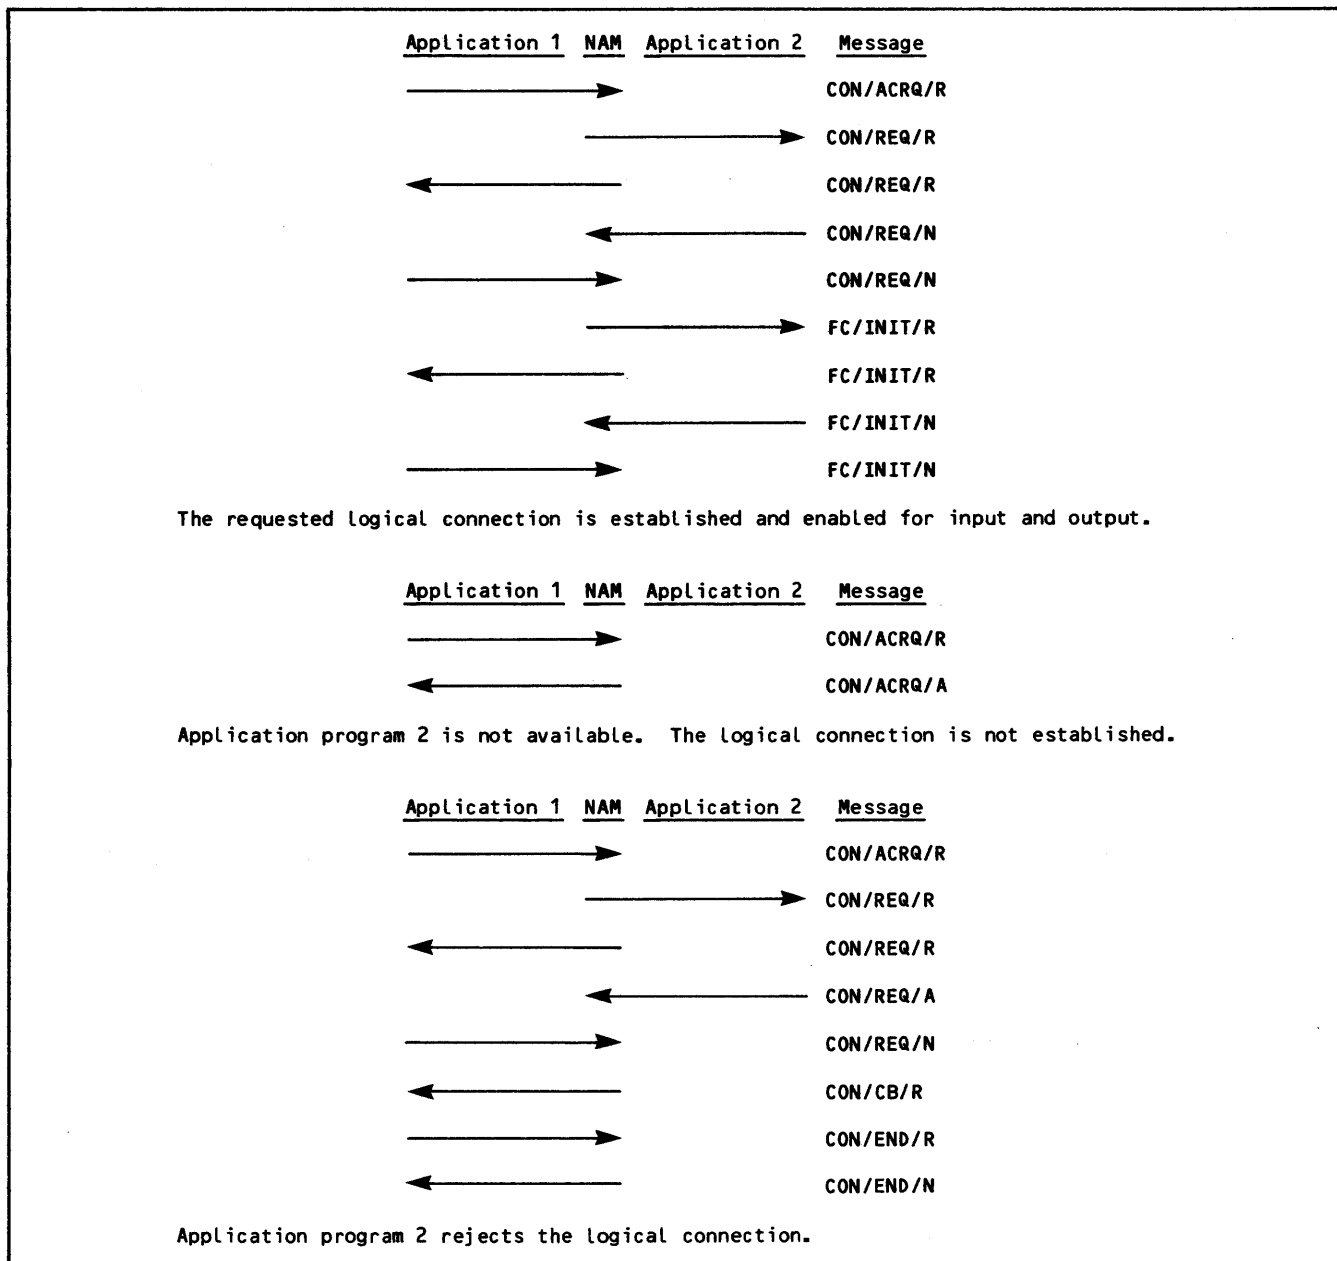 Application 1 NAM Application 2 Message
CON/ACRQ/R
CON/REQ/R
CON/REQ/R
CON/REQ/N
CON/REQ/N
FC/INIT/R
FC/INIT/R
FC/INIT/N
FC/INIT/N
The requested logical connection is established and enabled for input and output.
Application 1 NAM Application 2 Message
CON/ACRQ/R
CON/ACRQ/A
Application program 2 is not available. The logical connection is not established.
Application 1 NAM Application 2 Message
CON/ACRQ/R
CON/REQ/R
CON/REQ/R
CON/REQ/A
CON/REQ/N
CON/CB/R
CON/END/R
CON/END/N
Application program 2 rejects the logical connection.